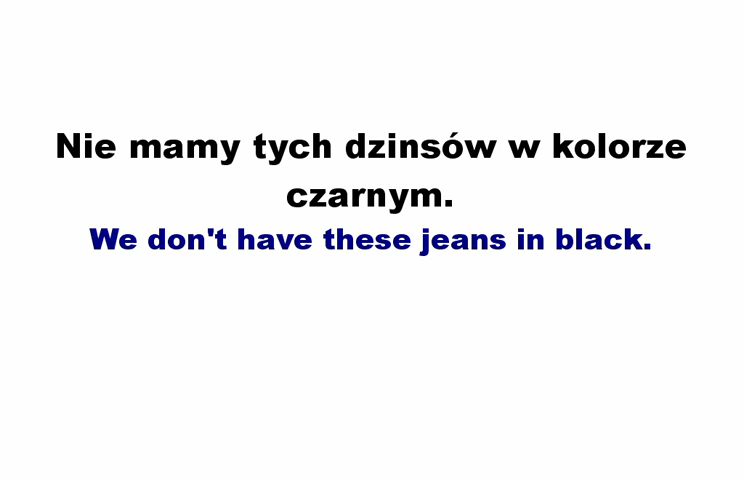 Nie mamy tych dzinsów w kolorze
czarnym.
We don't have these jeans in black.